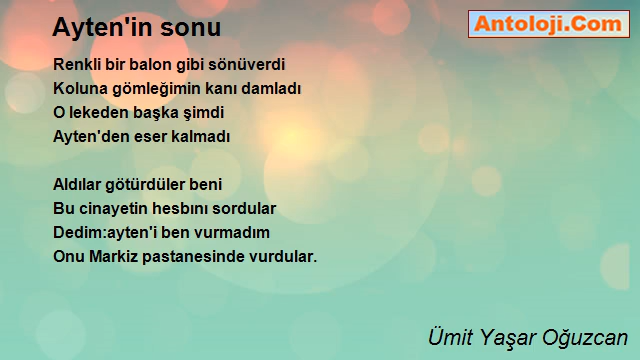 Ayten'in sonu
Antoloji.Com
Renkli bir balon gibi sönüverdi
Koluna gömleğimin kanı damladı
O lekeden başka şimdi
Ayten'den eser kalmadı

Aldılar götürdüler beni
Bu cinayetin hesbını sordular
Dedim:ayten'i ben vurmadım
Onu Markiz pastanesinde vurdular.

Ümit Yaşar Oğuzcan